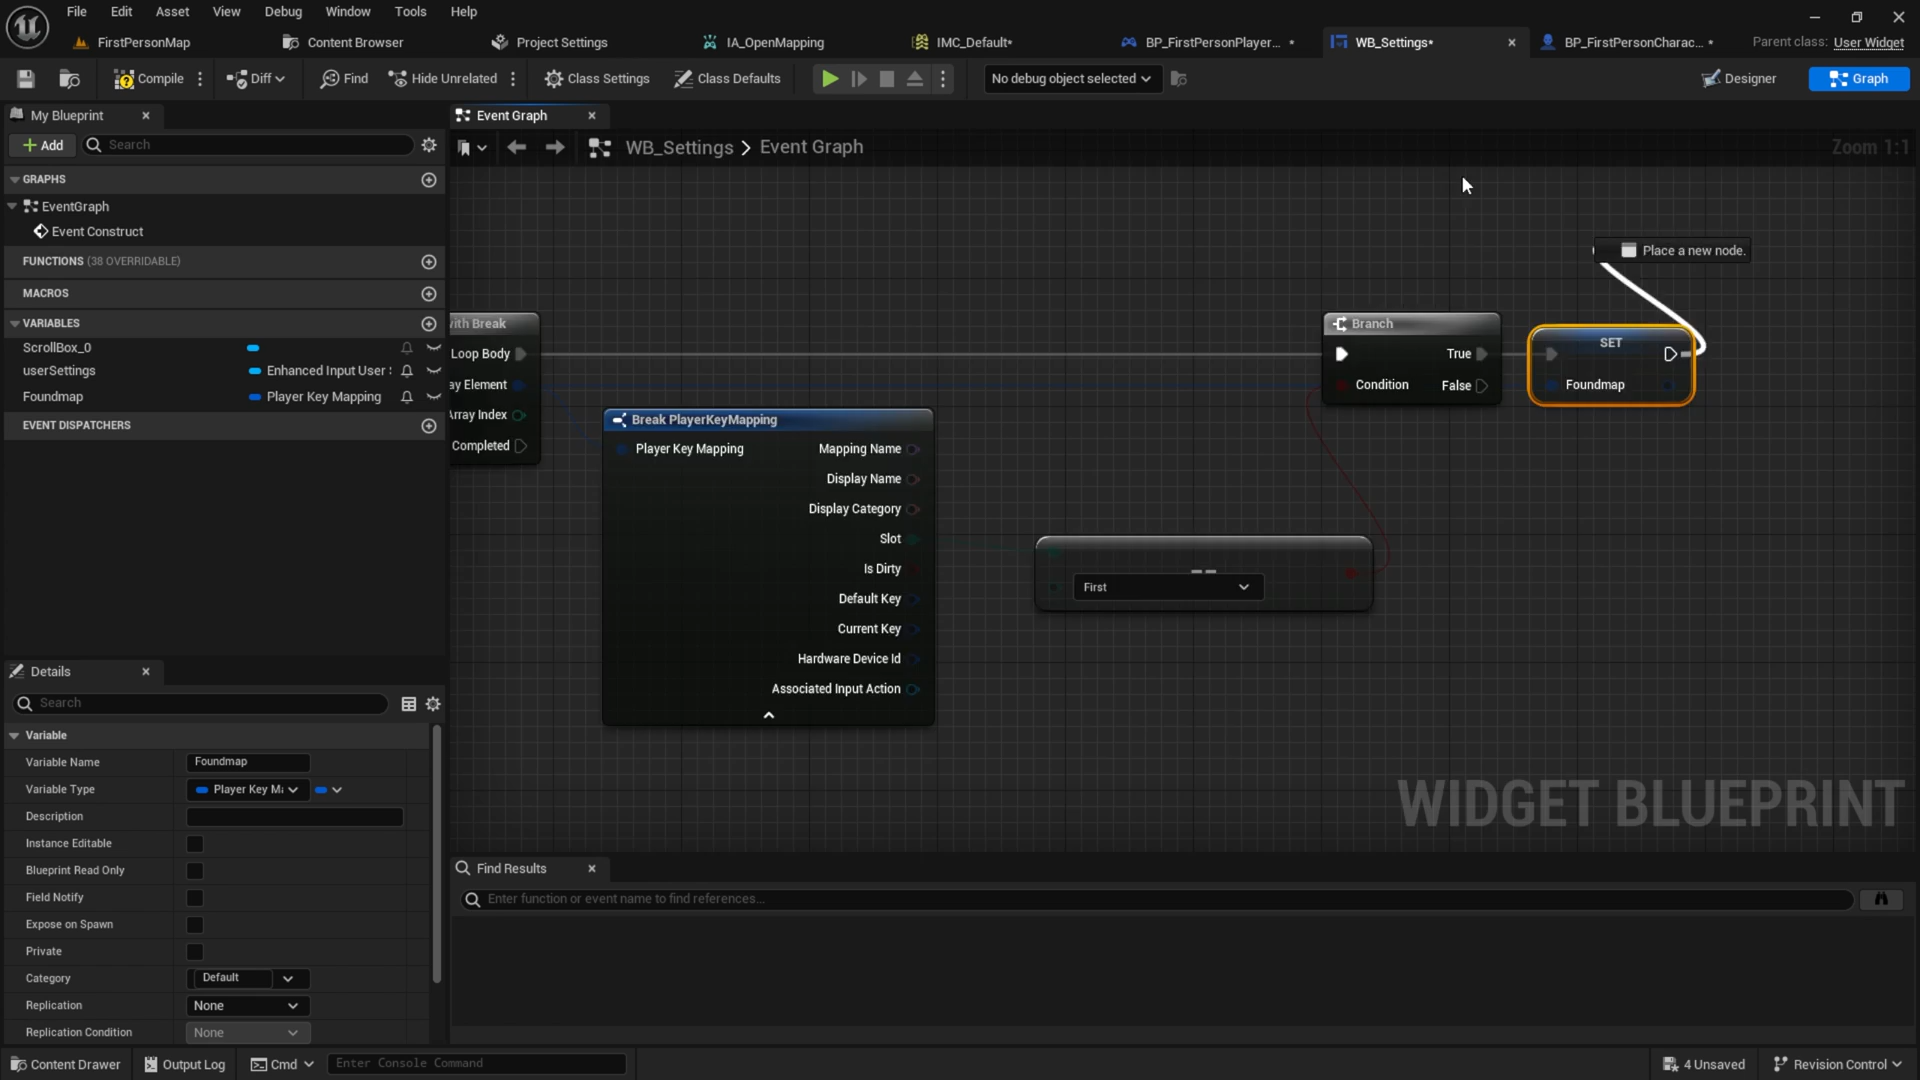 File Edit Asset View Debug Window Tools Help
FirstPersonMap Content Browser Project Settings IA_OpenMapping IMC_Default* BP_FirstPersonPlayer... * WB_Settings* BP_FirstPersonCharac... * Parent class: User Widget
Compile Diff Find Hide Unrelated Class Settings Class Defaults No debug object selected Designer Graph
My Blueprint
Add Search
GRAPHS
EventGraph
Event Construct
FUNCTIONS (38 OVERRIDABLE)
MACROS
VARIABLES
ScrollBox_0
userSettings Enhanced Input User
Foundmap Player Key Mapping
EVENT DISPATCHERS
Event Graph
WB_Settings > Event Graph
Zoom 1:1
with Break
Loop Body
ay Element
Array Index
Completed
Break PlayerKeyMapping
Player Key Mapping Mapping Name
Display Name
Display Category
Slot
Is Dirty
Default Key
Current Key
Hardware Device Id
Associated Input Action
==
First
Branch
True
Condition False
SET
Foundmap
Place a new node.
WIDGET BLUEPRINT
Details
Search
Variable
Variable Name Foundmap
Variable Type Player Key Ma
Description
Instance Editable
Blueprint Read Only
Field Notify
Expose on Spawn
Private
Category Default
Replication None
Replication Condition None
Find Results
Enter function or event name to find references...
Content Drawer Output Log Cmd Enter Console Command 4 Unsaved Revision Control